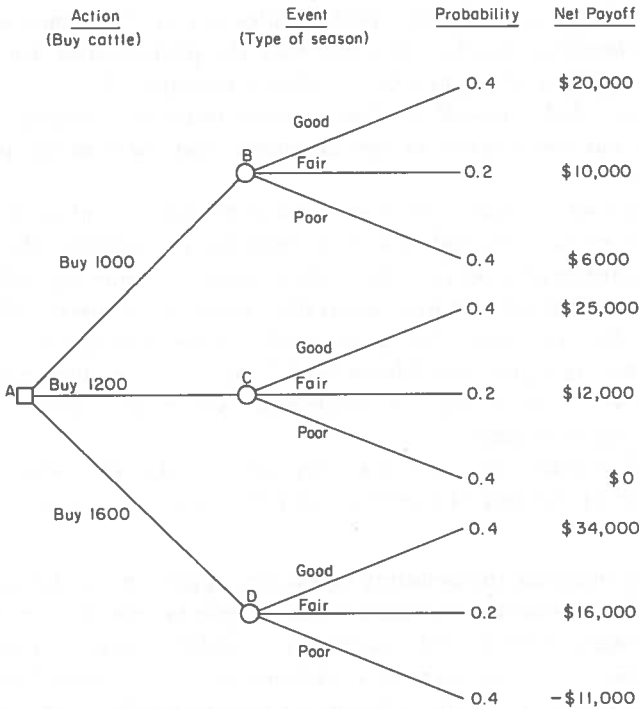 Action Event Probability Net Payoff
(Buy cattle) (Type of season)
0.4 $20,000
Good
B
Fair 0.2 $10,000
Poor
Buy 1000 0.4 $6000
0.4 $25,000
Good
A Buy 1200 C Fair 0.2 $12,000
Poor
0.4 $0
Buy 1600 0.4 $34,000
Good
D
Fair 0.2 $16,000
Poor
0.4 -$11,000